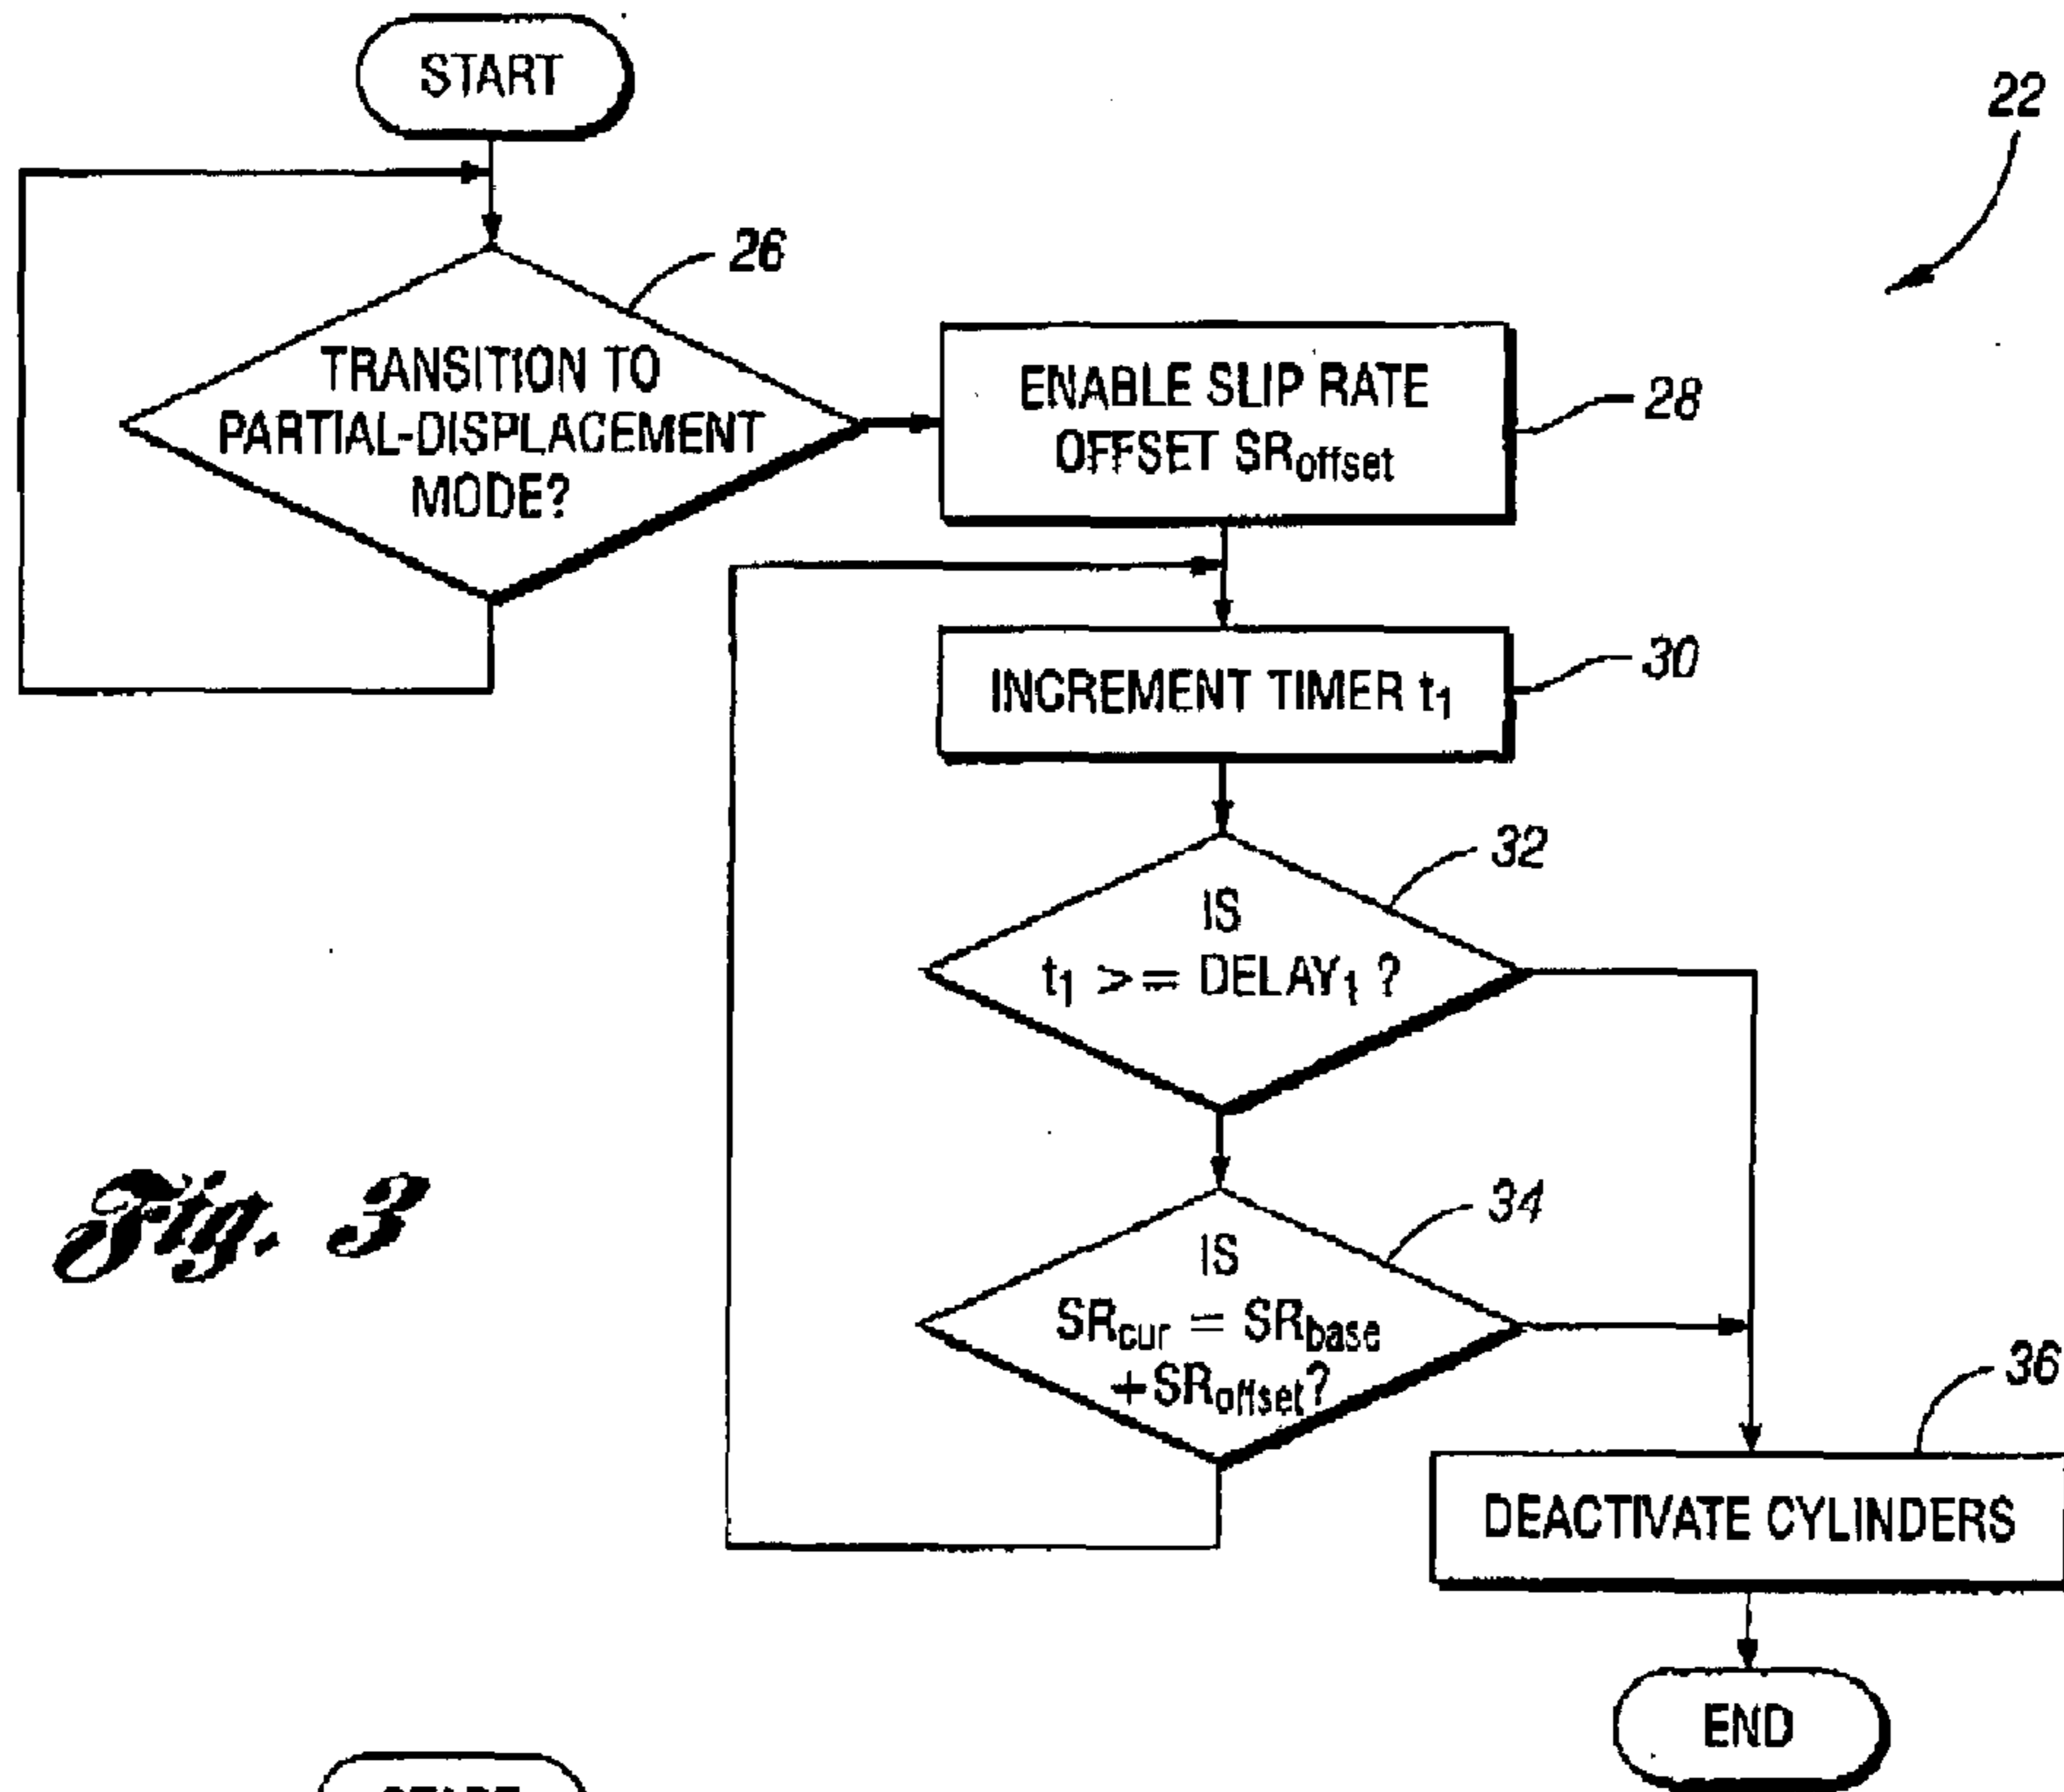 START
22
26
TRANSITION TO
PARTIAL-DISPLACEMENT
MODE?
ENABLE SLIP RATE
OFFSET SRoffset
28
INCREMENT TIMER t1
30
32
IS
t1 >= DELAY1 ?
34
IS
SRcur = SRbase
+SRoffset?
Fig. 3
36
DEACTIVATE CYLINDERS
END